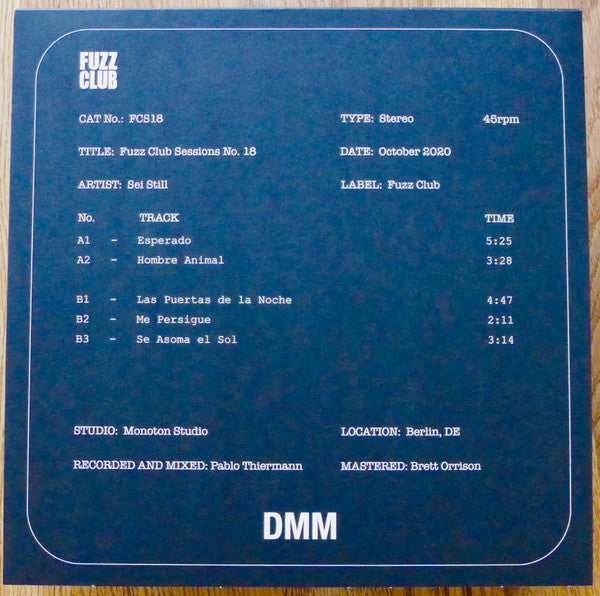 FUZZ
CLUB
CAT No.: FCS18 TYPE: Stereo 45rpm
TITLE: Fuzz Club Sessions No. 18 DATE: October 2020
ARTIST: Sei Still LABEL: Fuzz Club
No. TRACK TIME
A1 - Esperado 5:25
A2 - Hombre Animal 3:28
B1 - Las Puertas de la Noche 4:47
B2 - Me Persigue 2:11
B3 - Se Asoma el Sol 3:14
STUDIO: Monoton Studio LOCATION: Berlin, DE
RECORDED AND MIXED: Pablo Thiermann MASTERED: Brett Orrison
DMM